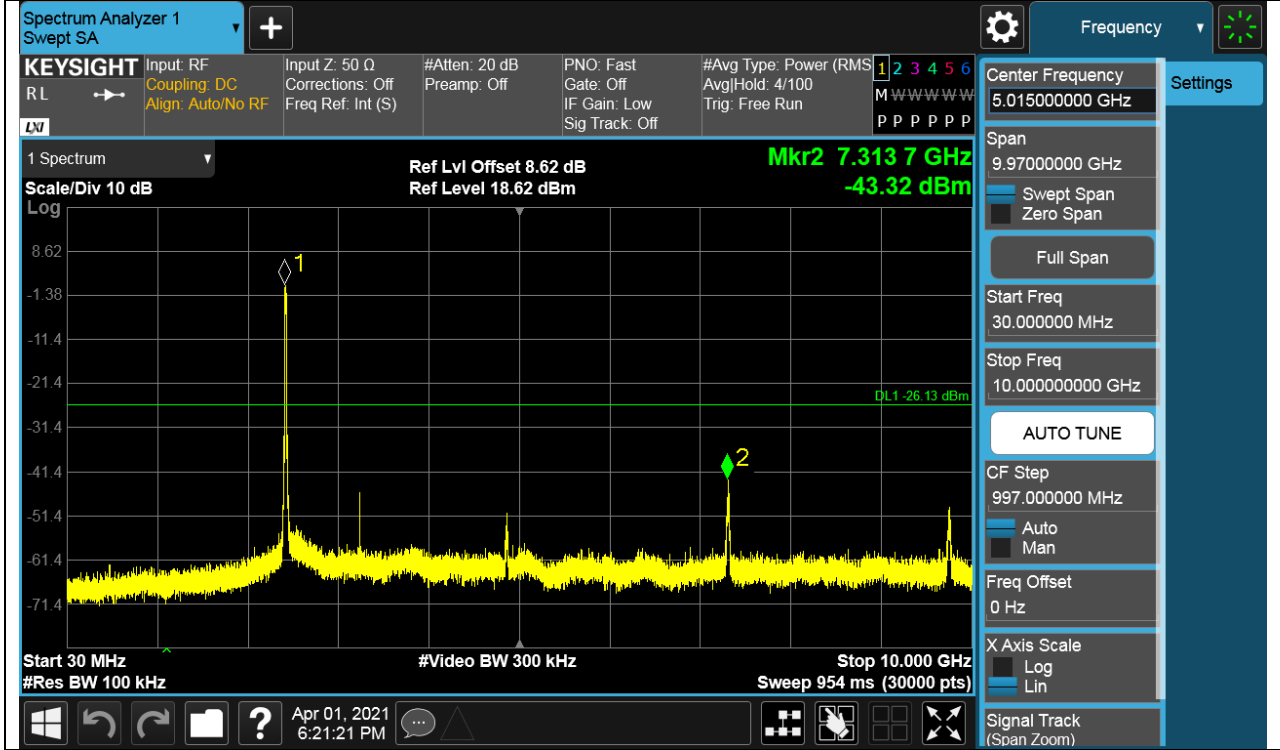 Spectrum Analyzer 1
Swept SA
+
Frequency
KEYSIGHT
R L
LXI
Input: RF
Coupling: DC
Align: Auto/No RF
Input Z: 50 Ω
Corrections: Off
Freq Ref: Int (S)
#Atten: 20 dB
Preamp: Off
PNO: Fast
Gate: Off
IF Gain: Low
Sig Track: Off
#Avg Type: Power (RMS
Avg|Hold: 4/100
Trig: Free Run
1 2 3 4 5 6
M W W W W W
P P P P P P
1 Spectrum
Scale/Div 10 dB
Log
Ref Lvl Offset 8.62 dB
Ref Level 18.62 dBm
Mkr2 7.313 7 GHz
-43.32 dBm
8.62
-1.38
-11.4
-21.4
-31.4
-41.4
-51.4
-61.4
-71.4
1
2
DL1 -26.13 dBm
Start 30 MHz
#Res BW 100 kHz
#Video BW 300 kHz
Stop 10.000 GHz
Sweep 954 ms (30000 pts)
Center Frequency
5.015000000 GHz
Settings
Span
9.97000000 GHz
Swept Span
Zero Span
Full Span
Start Freq
30.000000 MHz
Stop Freq
10.000000000 GHz
AUTO TUNE
CF Step
997.000000 MHz
Auto
Man
Freq Offset
0 Hz
X Axis Scale
Log
Lin
Signal Track
(Span Zoom)
?
Apr 01, 2021
6:21:21 PM